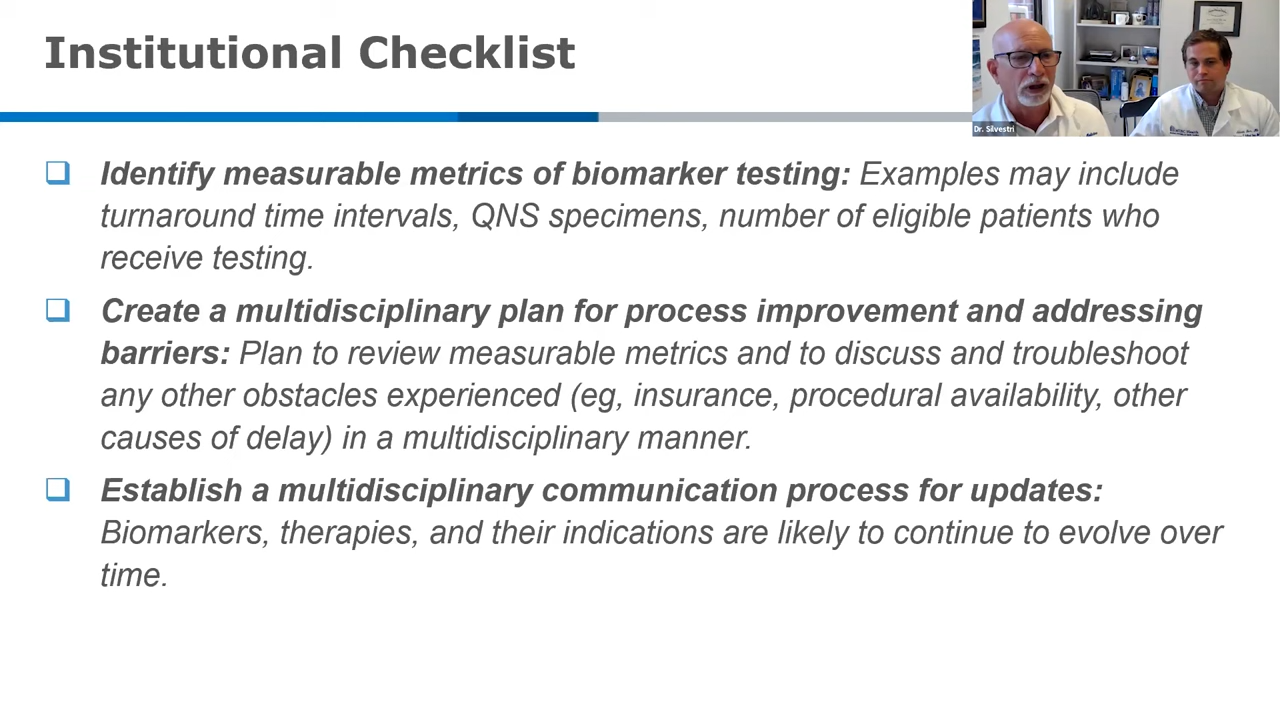 Institutional Checklist
Dr. Silvestri
Identify measurable metrics of biomarker testing: Examples may include
turnaround time intervals, QNS specimens, number of eligible patients who
receive testing.
Create a multidisciplinary plan for process improvement and addressing
barriers: Plan to review measurable metrics and to discuss and troubleshoot
any other obstacles experienced (eg, insurance, procedural availability, other
causes of delay) in a multidisciplinary manner.
Establish a multidisciplinary communication process for updates:
Biomarkers, therapies, and their indications are likely to continue to evolve over
time.